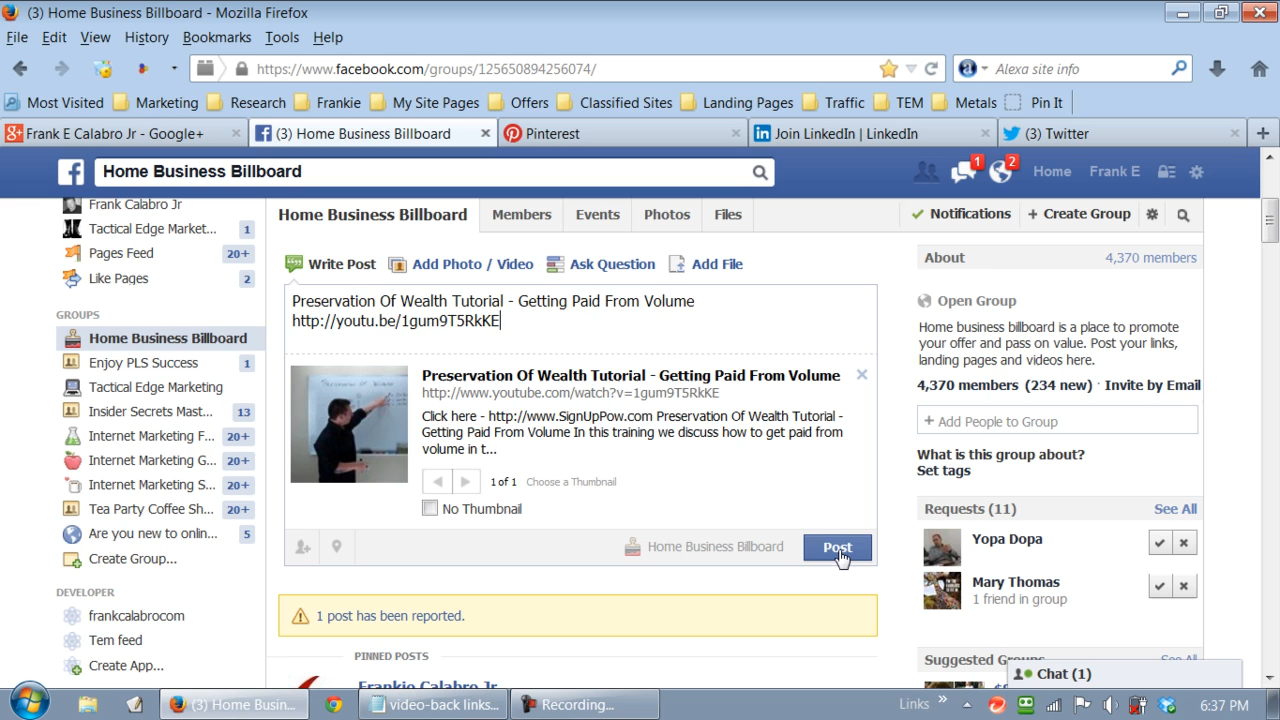 (3) Home Business Billboard - Mozilla Firefox
File Edit View History Bookmarks Tools Help
https://www.facebook.com/groups/125650894256074/
a Alexa site info
Most Visited Marketing Research Frankie My Site Pages Offers Classified Sites Landing Pages Traffic TEM Metals Pin It
Frank E Calabro Jr - Google+ × (3) Home Business Billboard × Pinterest × Join LinkedIn | LinkedIn × (3) Twitter × +
Home Business Billboard
1 2 Home Frank E
Frank Calabro Jr
Tactical Edge Market... 1
Pages Feed 20+
Like Pages 2
GROUPS
Home Business Billboard
Enjoy PLS Success 1
Tactical Edge Marketing
Insider Secrets Mast... 13
Internet Marketing F... 20+
Internet Marketing G... 20+
Internet Marketing S... 20+
Tea Party Coffee Sh... 20+
Are you new to onlin... 5
Create Group...
DEVELOPER
frankcalabrocom
Tem feed
Create App...
Home Business Billboard Members Events Photos Files
Notifications + Create Group
Write Post Add Photo / Video Ask Question Add File
Preservation Of Wealth Tutorial - Getting Paid From Volume
http://youtu.be/1gum9T5RkKE
Preservation Of Wealth Tutorial - Getting Paid From Volume
http://www.youtube.com/watch?v=1gum9T5RkKE
Click here - http://www.SignUpPow.com Preservation Of Wealth Tutorial -
Getting Paid From Volume In this training we discuss how to get paid from
volume in t...
1 of 1 Choose a Thumbnail
No Thumbnail
Home Business Billboard Post
1 post has been reported.
PINNED POSTS
Frankie Calabro Jr
About 4,370 members
Open Group
Home business billboard is a place to promote
your offer and pass on value. Post your links,
landing pages and videos here.
4,370 members (234 new) · Invite by Email
+ Add People to Group
What is this group about?
Set tags
Requests (11) See All
Yopa Dopa
Mary Thomas
1 friend in group
Suggested Groups See All
Chat (1)
(3) Home Busin... video-back links... Recording... Links » 6:37 PM